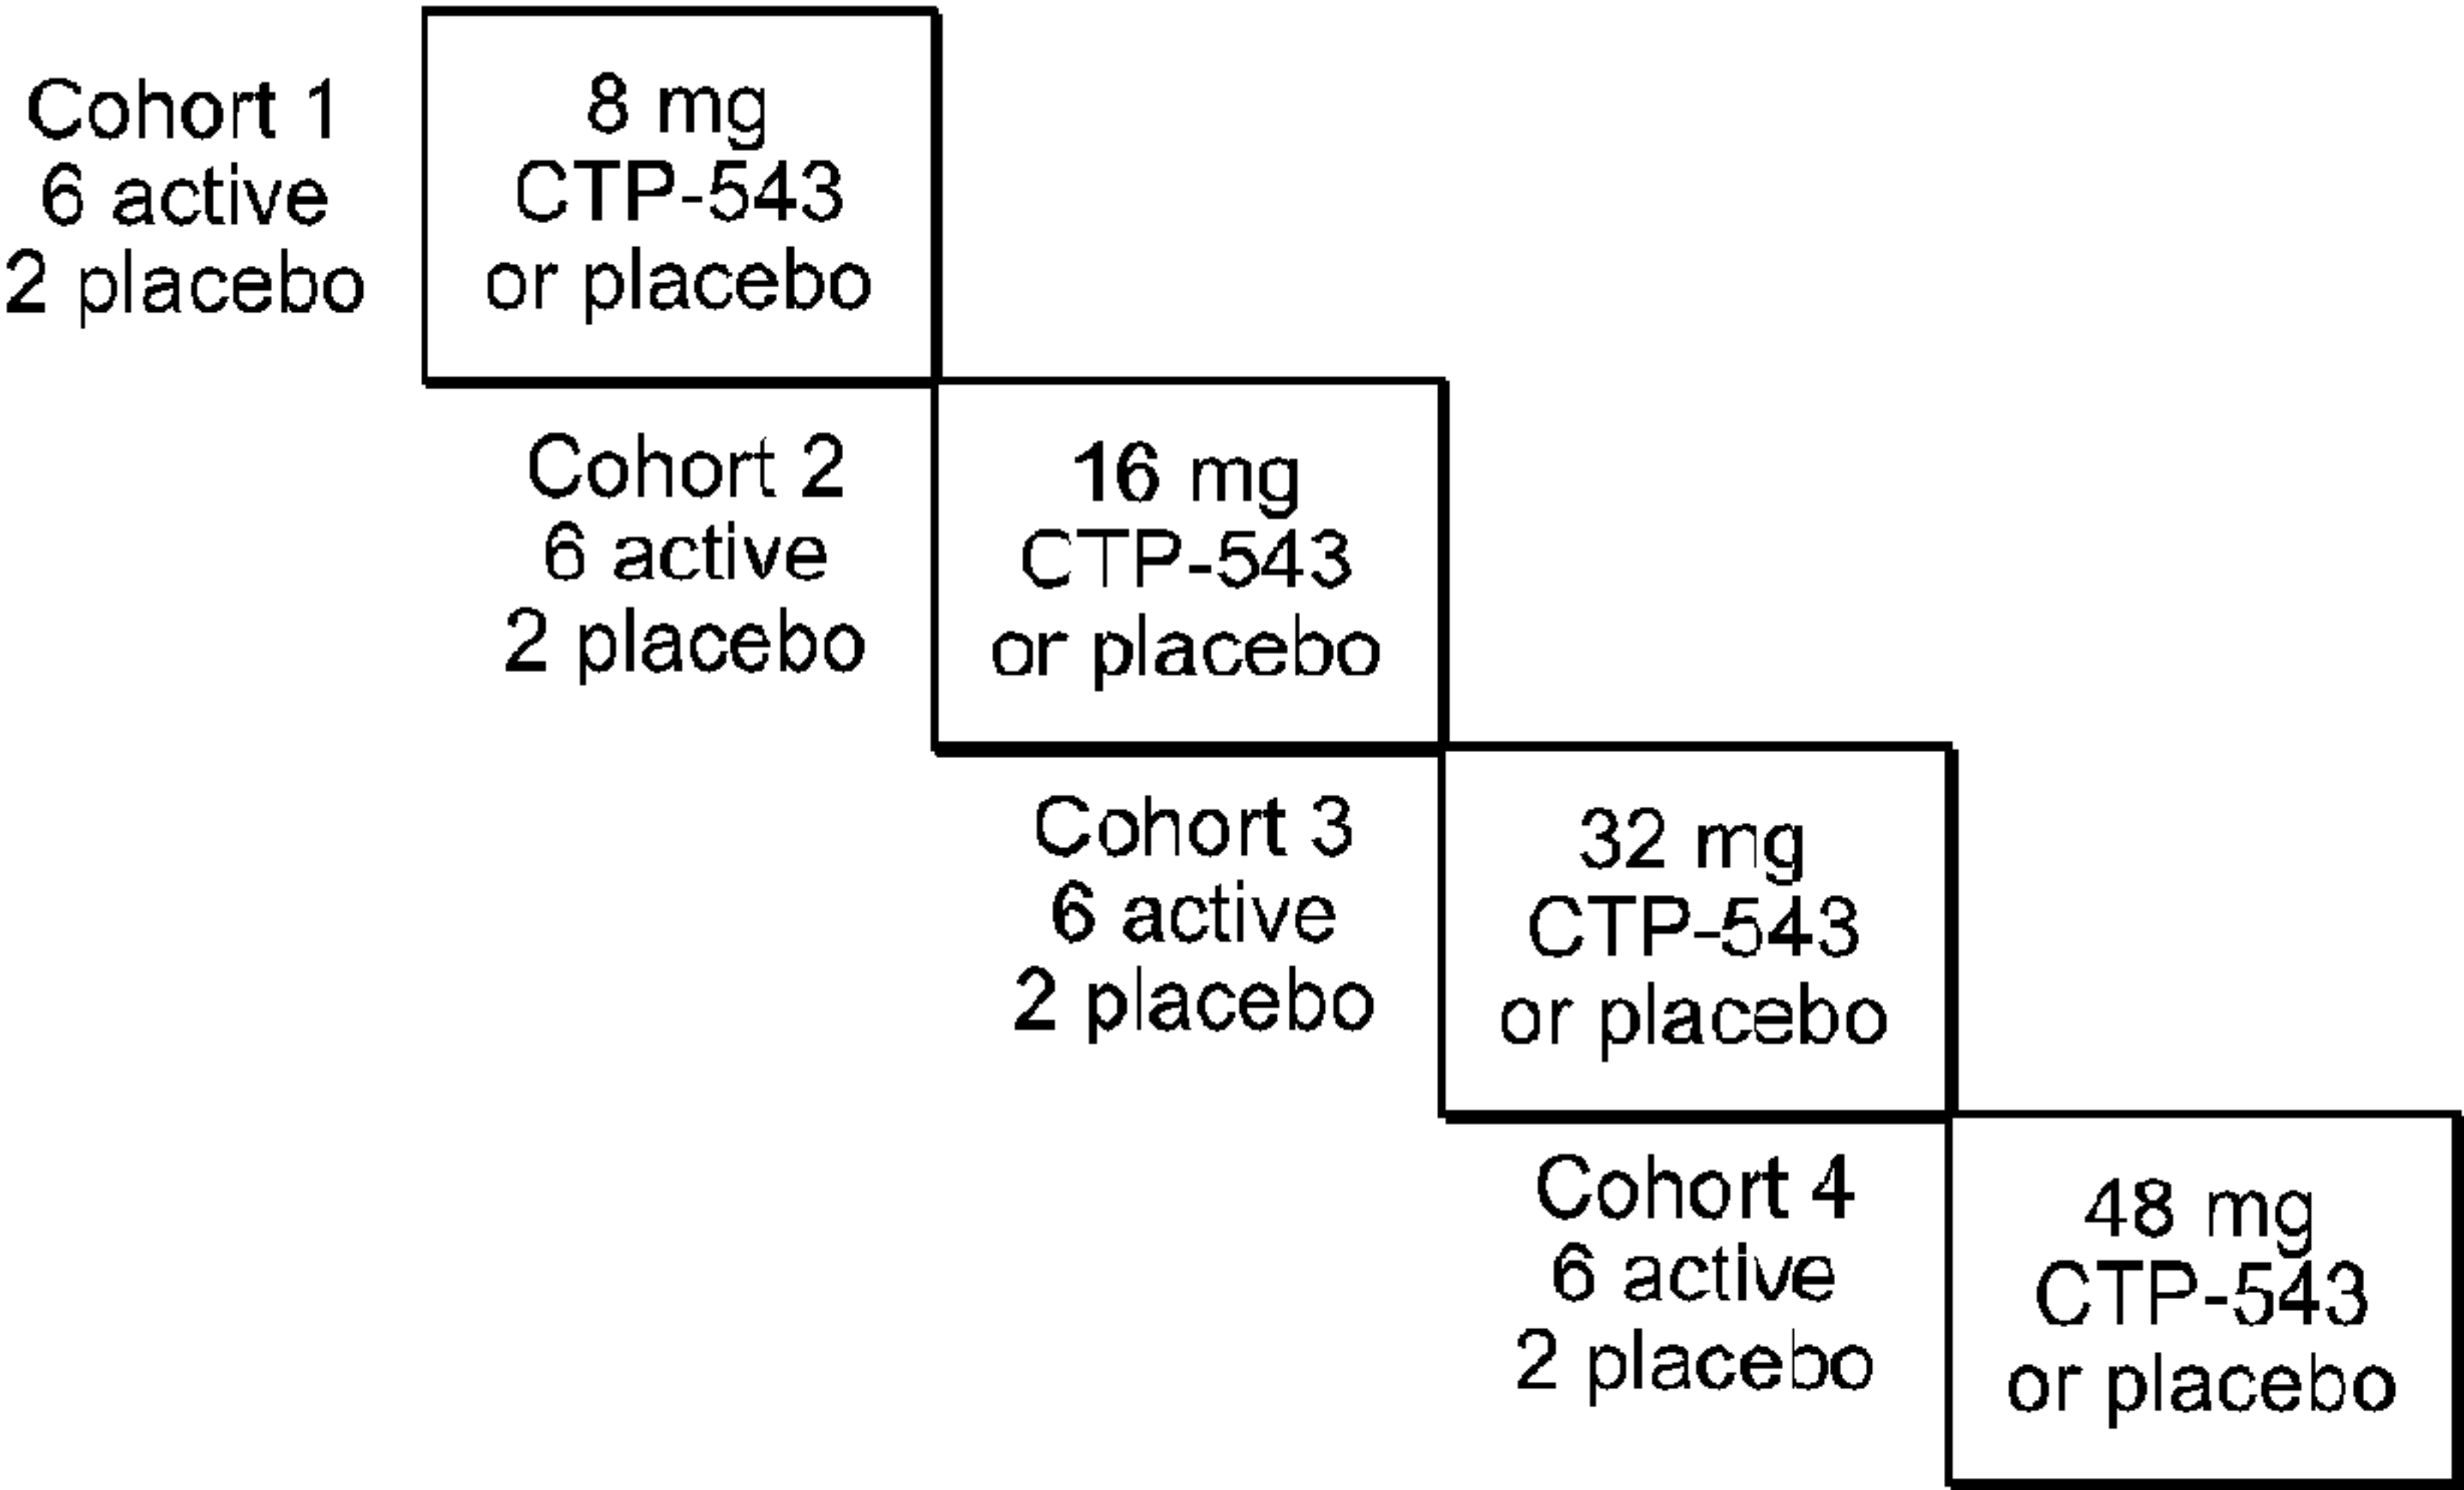 Cohort 1
6 active
2 placebo
8 mg
CTP-543
or placebo
Cohort 2
6 active
2 placebo
16 mg
CTP-543
or placebo
Cohort 3
6 active
2 placebo
32 mg
CTP-543
or placebo
Cohort 4
6 active
2 placebo
48 mg
CTP-543
or placebo